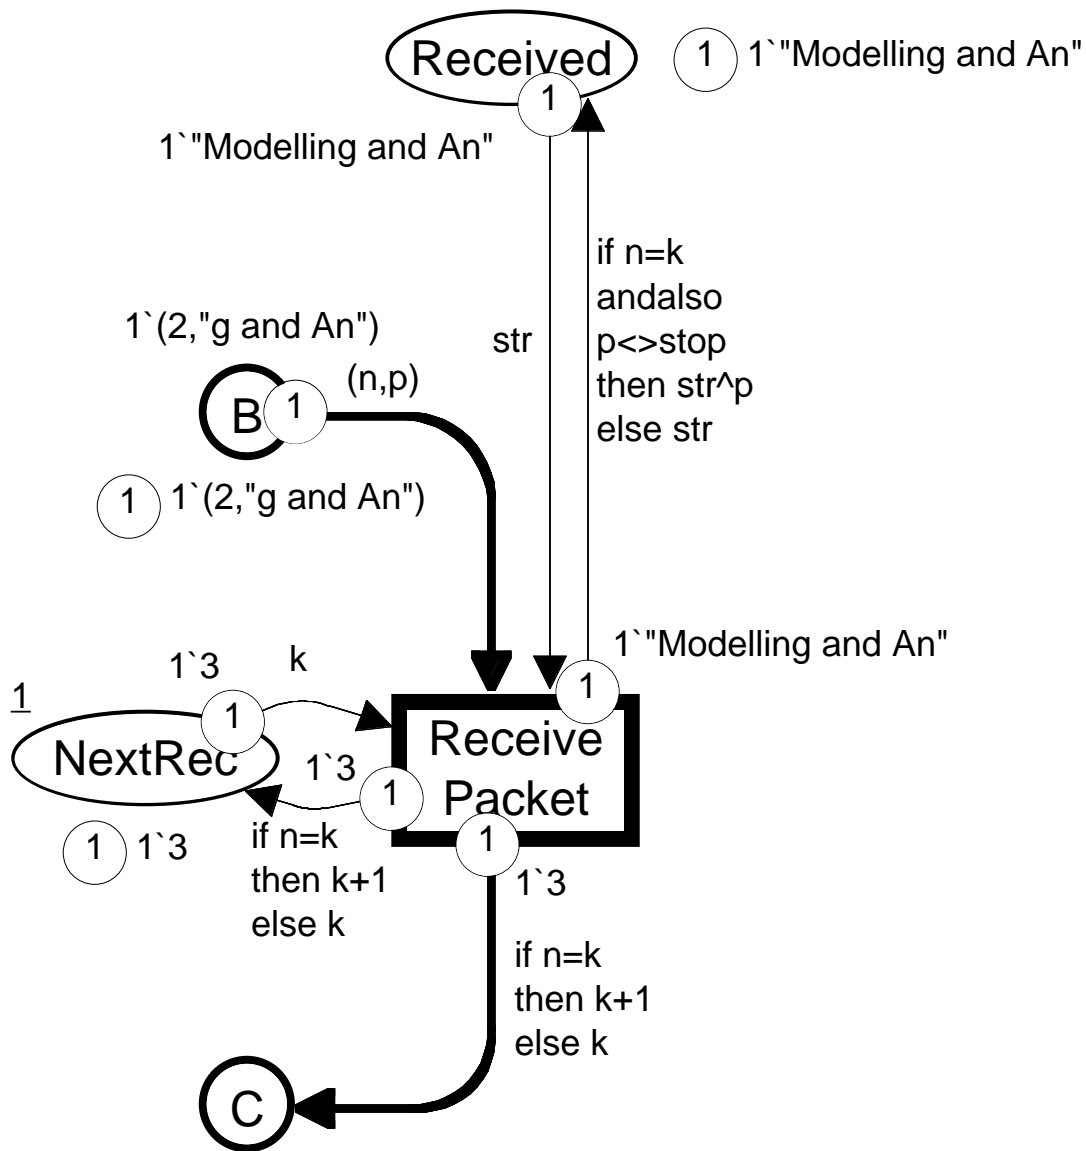 Received
1
1
1`"Modelling and An"
1`"Modelling and An"
if n=k
andalso
p<>stop
then str^p
else str
str
1`(2,"g and An")
(n,p)
B
1
1
1`(2,"g and An")
1`"Modelling and An"
1
k
1`3
1
1
NextRec
Receive
Packet
1`3
1
1
1
1`3
if n=k
then k+1
else k
1`3
if n=k
then k+1
else k
C